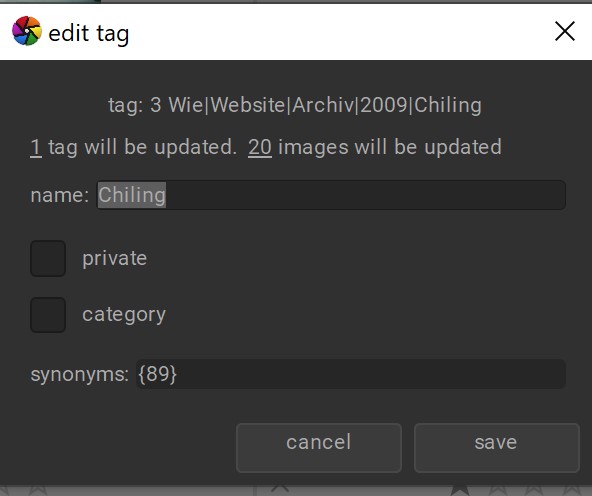 edit tag
tag: 3 Wie|Website|Archiv|2009|Chiling
1 tag will be updated. 20 images will be updated
name: Chiling
private
category
synonyms: {89}
cancel save